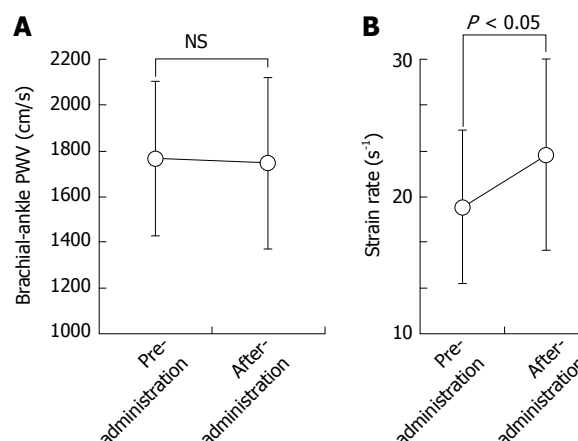 A
NS
Brachial-ankle PWV (cm/s)
2200
2000
1800
1600
1400
1200
1000
Pre-
administration
After-
administration
B
P < 0.05
Strain rate (s-1)
30
20
10
Pre-
administration
After-
administration